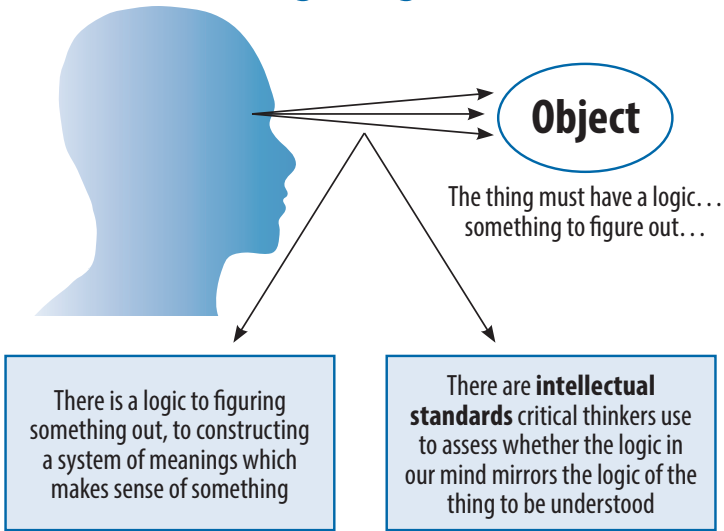 Object
The thing must have a logic…
something to figure out…
There is a logic to figuring
something out, to constructing
a system of meanings which
makes sense of something
There are intellectual
standards critical thinkers use
to assess whether the logic in
our mind mirrors the logic of the
thing to be understood